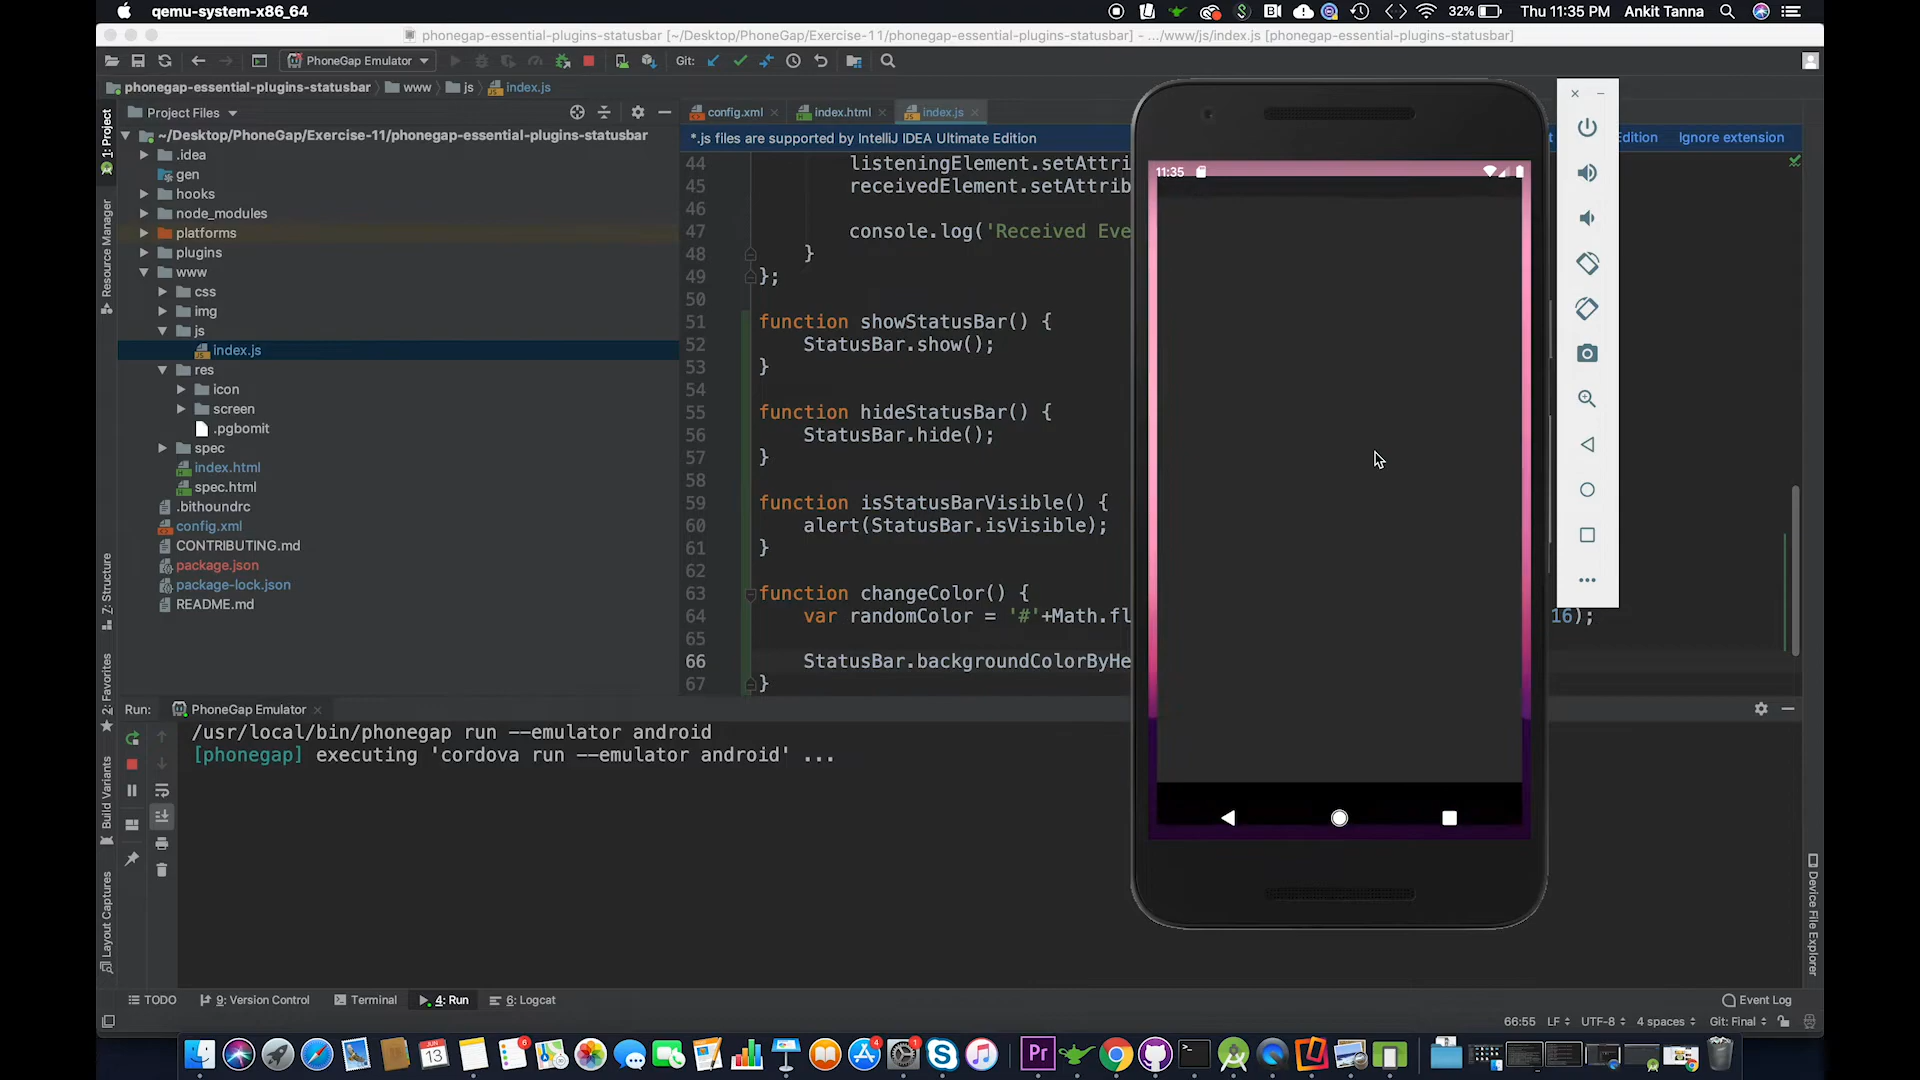 qemu-system-x86_64
32%
Thu 11:35 PM
Ankit Tanna
phonegap-essential-plugins-statusbar [~/Desktop/PhoneGap/Exercise-11/phonegap-essential-plugins-statusbar] - .../www/js/index.js [phonegap-essential-plugins-statusbar]
PhoneGap Emulator
Git:
phonegap-essential-plugins-statusbar
www
js
index.js
Project Files
config.xml
index.html
index.js
~/Desktop/PhoneGap/Exercise-11/phonegap-essential-plugins-statusbar
*.js files are supported by IntelliJ IDEA Ultimate Edition
Edition
Ignore extension
.idea
gen
hooks
node_modules
platforms
plugins
www
css
img
js
index.js
res
icon
screen
.pgbomit
spec
index.html
spec.html
.bithoundrc
config.xml
CONTRIBUTING.md
package.json
package-lock.json
README.md
1: Project
Resource Manager
7: Structure
2: Favorites
Build Variants
Layout Captures
44 listeningElement.setAttri
45 receivedElement.setAttrib
46
47 console.log('Received Eve
48 }
49 };
50
51 function showStatusBar() {
52 StatusBar.show();
53 }
54
55 function hideStatusBar() {
56 StatusBar.hide();
57 }
58
59 function isStatusBarVisible() {
60 alert(StatusBar.isVisible);
61 }
62
63 function changeColor() {
64 var randomColor = '#'+Math.fl 16);
65
66 StatusBar.backgroundColorByHe
67 }
11:35
Run:
PhoneGap Emulator
/usr/local/bin/phonegap run --emulator android
[phonegap] executing 'cordova run --emulator android' ...
Device File Explorer
TODO
9: Version Control
Terminal
4: Run
6: Logcat
Event Log
66:55
LF
UTF-8
4 spaces
Git: Final
JUN
13
6
4
1
Pr